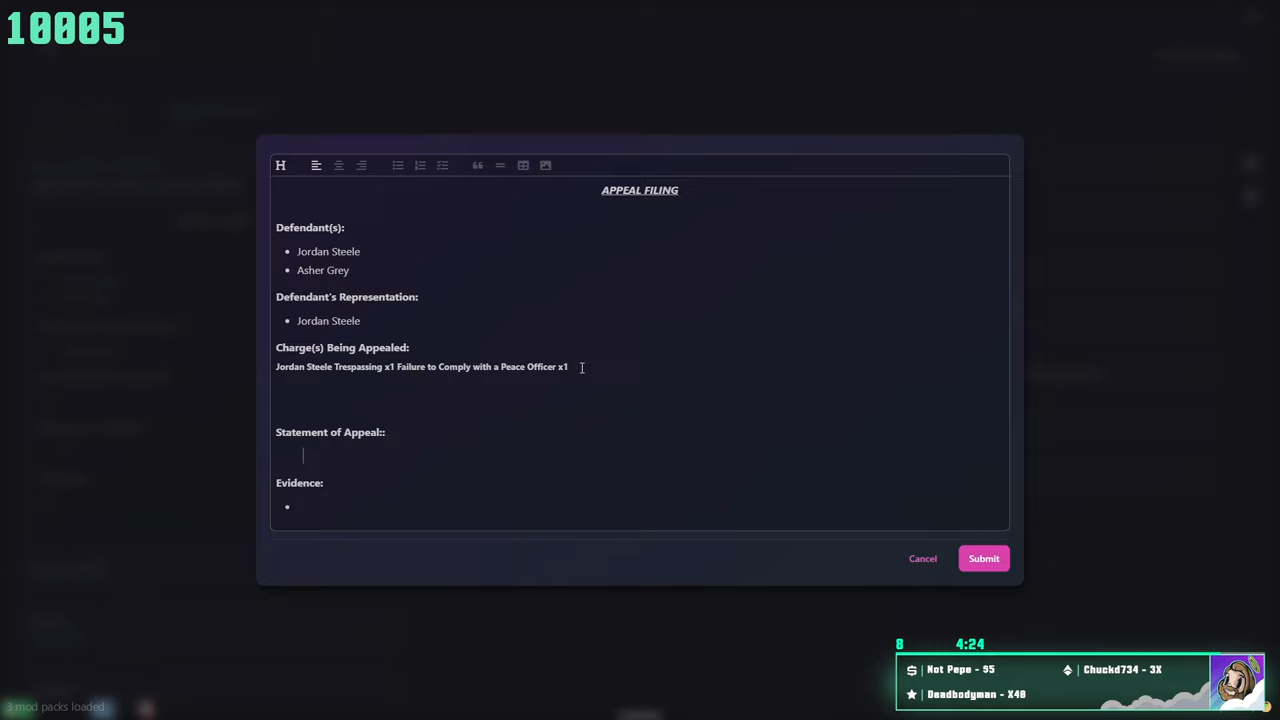 10005
H
APPEAL FILING
Defendant(s):
Jordan Steele
Asher Grey
Defendant's Representation:
Jordan Steele
Charge(s) Being Appealed:
Jordan Steele Trespassing x1 Failure to Comply with a Peace Officer x1
Statement of Appeal::
Evidence:
Cancel
Submit
8 4:24
Not Pepe - 95
Chuckd734 - 3X
Deadbodyman - X48
3 mod packs loaded